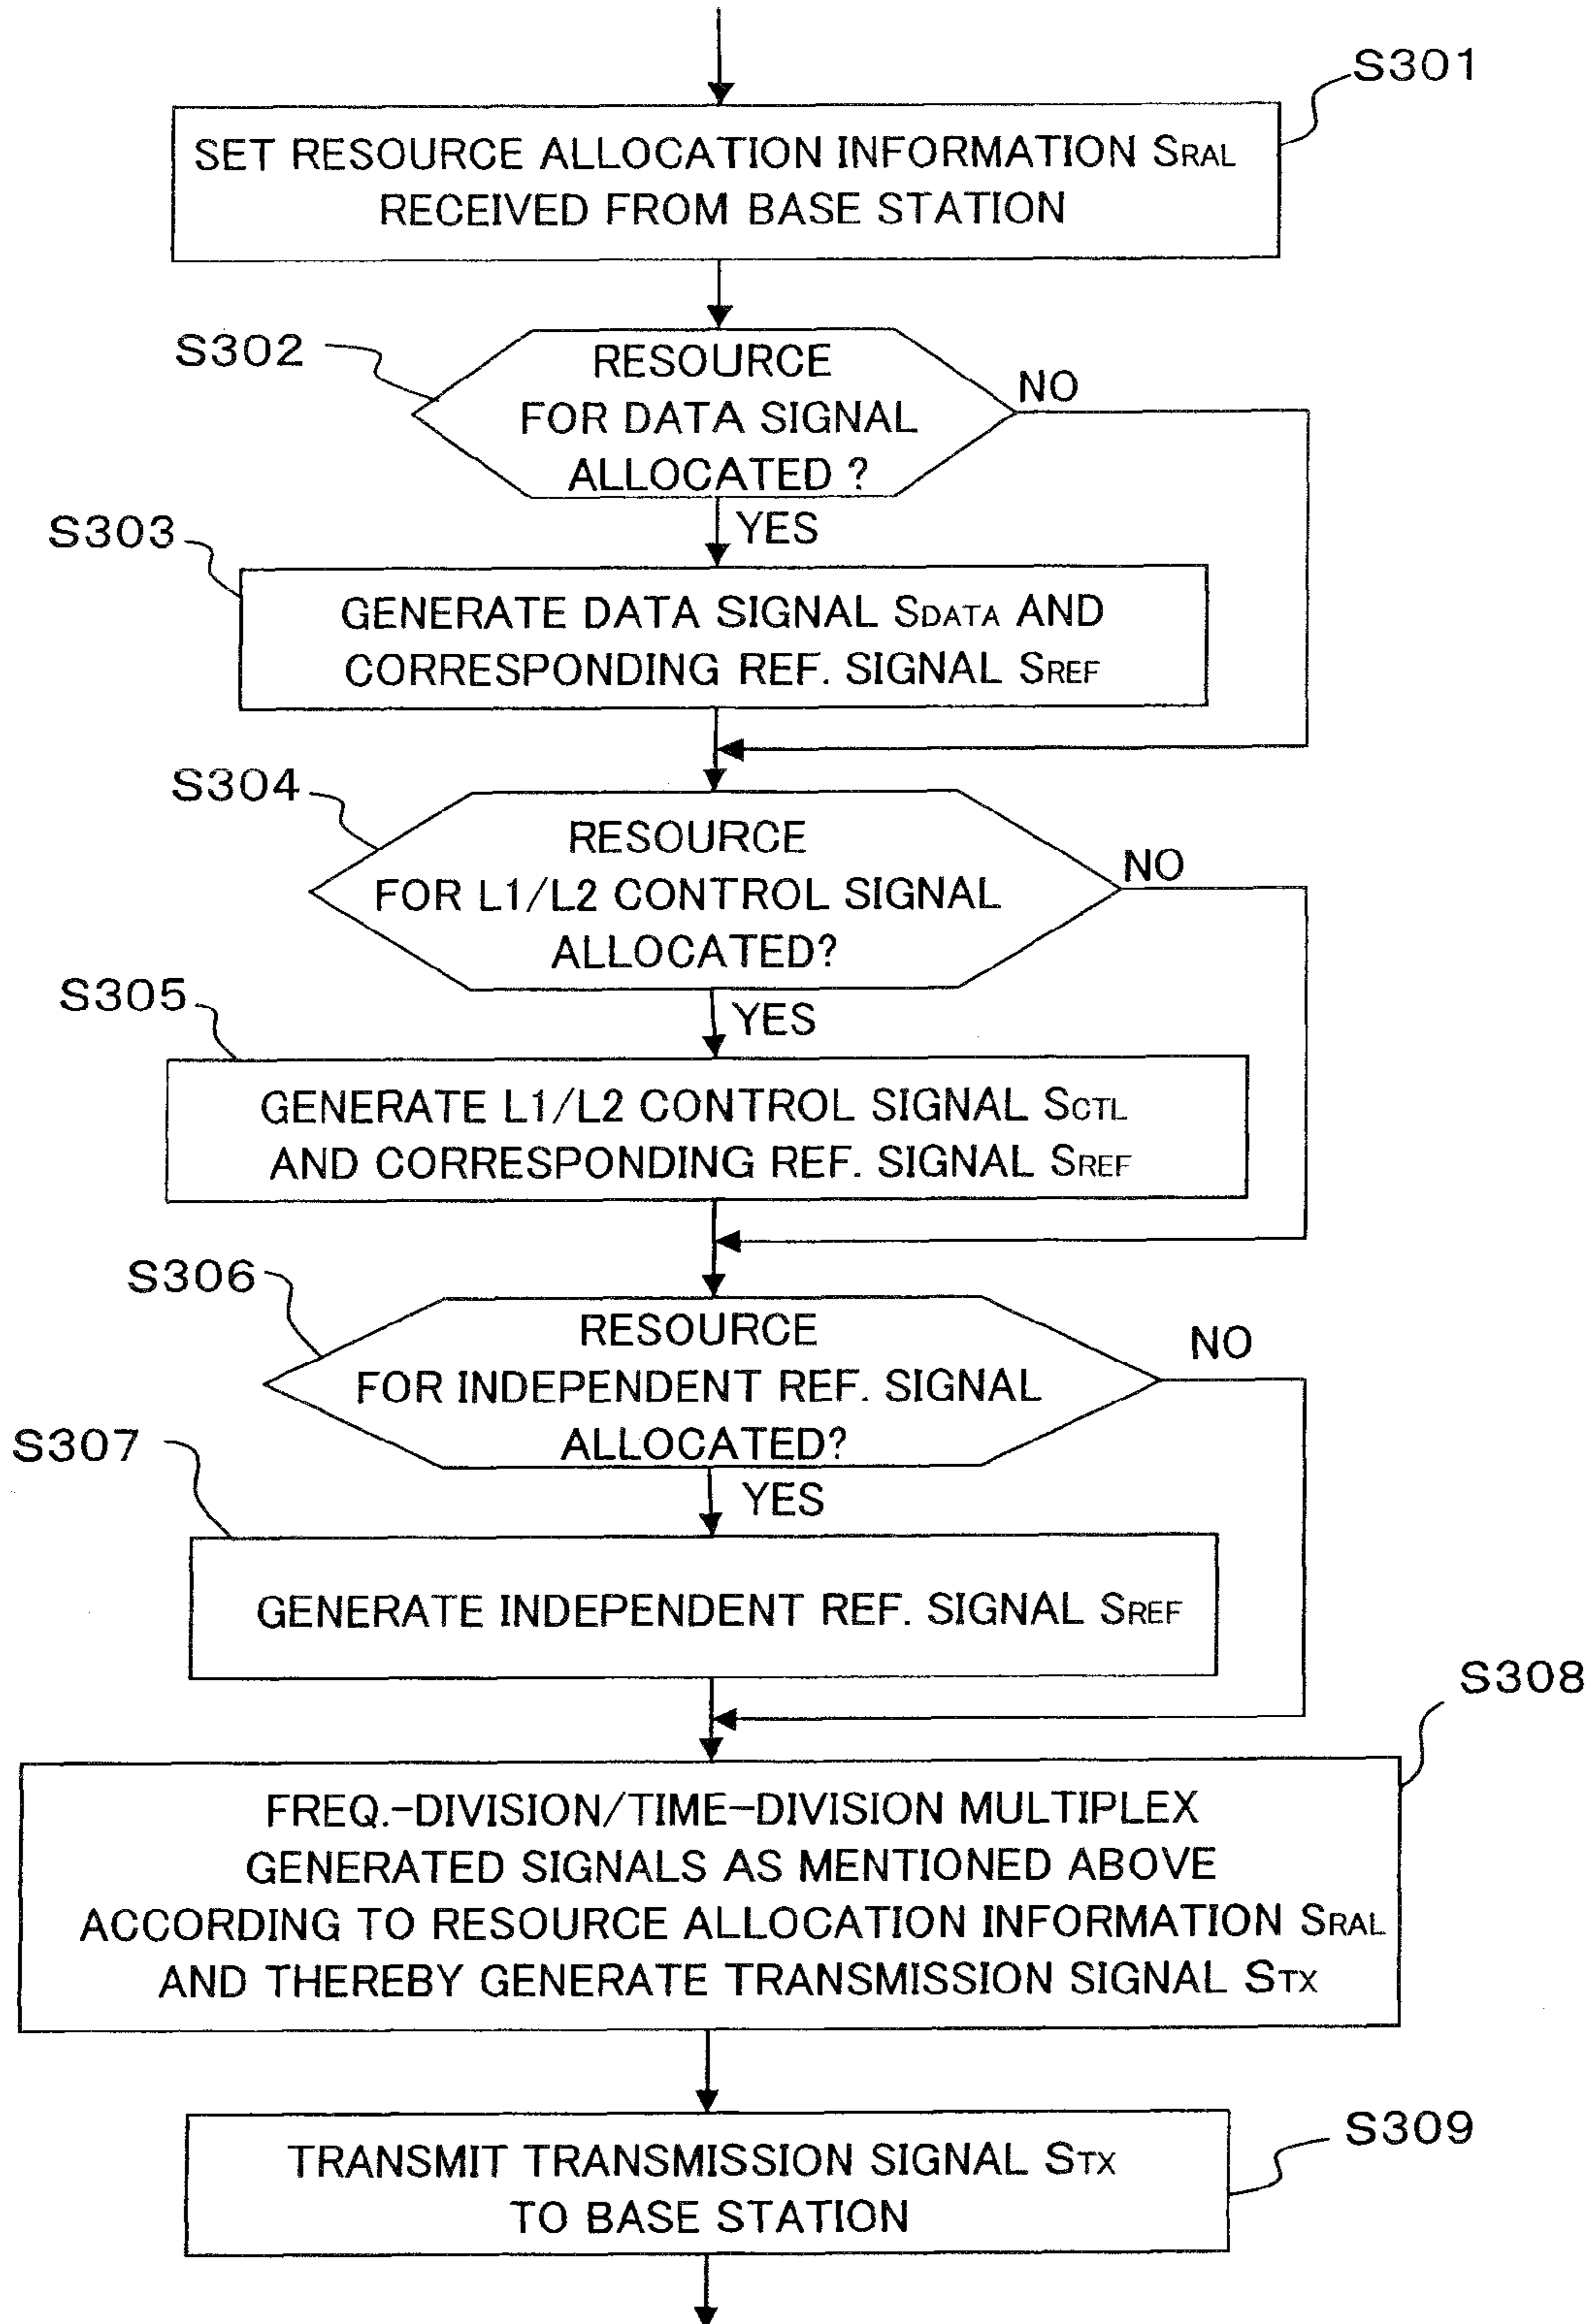 S301
SET RESOURCE ALLOCATION INFORMATION SRAL
RECEIVED FROM BASE STATION
S302
RESOURCE
FOR DATA SIGNAL
ALLOCATED ?
NO
YES
S303
GENERATE DATA SIGNAL SDATA AND
CORRESPONDING REF. SIGNAL SREF
S304
RESOURCE
FOR L1/L2 CONTROL SIGNAL
ALLOCATED?
NO
YES
S305
GENERATE L1/L2 CONTROL SIGNAL SCTL
AND CORRESPONDING REF. SIGNAL SREF
S306
RESOURCE
FOR INDEPENDENT REF. SIGNAL
ALLOCATED?
NO
YES
S307
GENERATE INDEPENDENT REF. SIGNAL SREF
S308
FREQ.-DIVISION/TIME-DIVISION MULTIPLEX
GENERATED SIGNALS AS MENTIONED ABOVE
ACCORDING TO RESOURCE ALLOCATION INFORMATION SRAL
AND THEREBY GENERATE TRANSMISSION SIGNAL STX
S309
TRANSMIT TRANSMISSION SIGNAL STX
TO BASE STATION